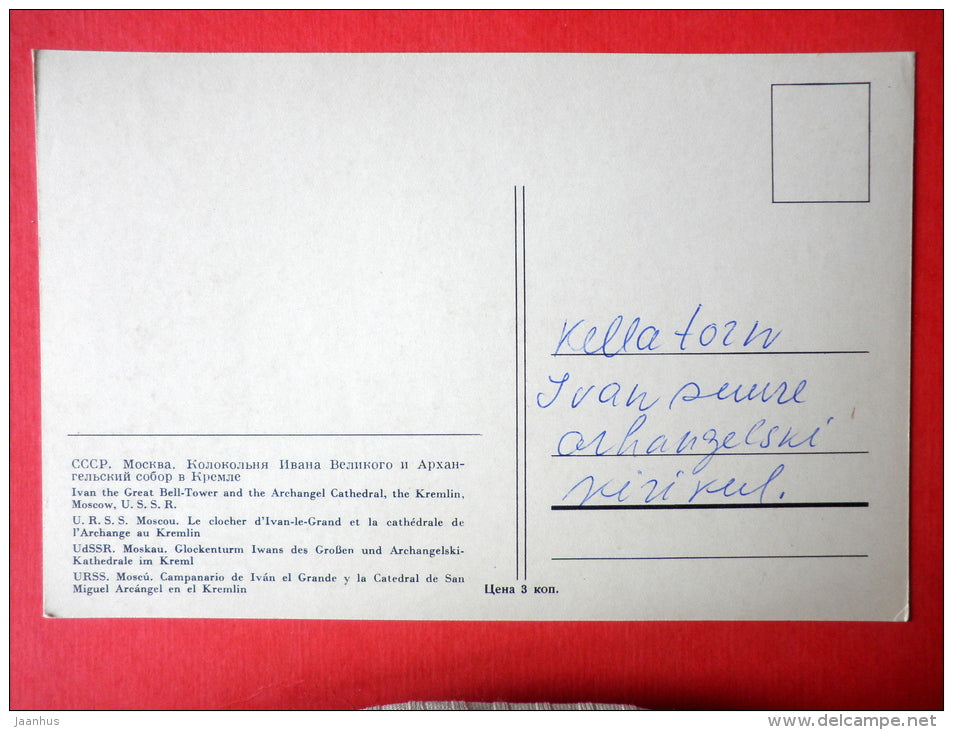 Kellatorn
Ivan suure
arhangelski
kirikul.
СССР. Москва. Колокольня Ивана Великого и Архан-
гельский собор в Кремле
Ivan the Great Bell-Tower and the Archangel Cathedral, the Kremlin,
Moscow, U. S. S. R.
U. R. S. S. Moscou. Le clocher d'Ivan-le-Grand et la cathédrale de
l'Archange au Kremlin
UdSSR. Moskau. Glockenturm Iwans des Großen und Archangelski-
Kathedrale im Kreml
URSS. Moscú. Campanario de Iván el Grande y la Catedral de San
Miguel Arcángel en el Kremlin
Цена 3 коп.
Jaanhus
www.delcampe.net